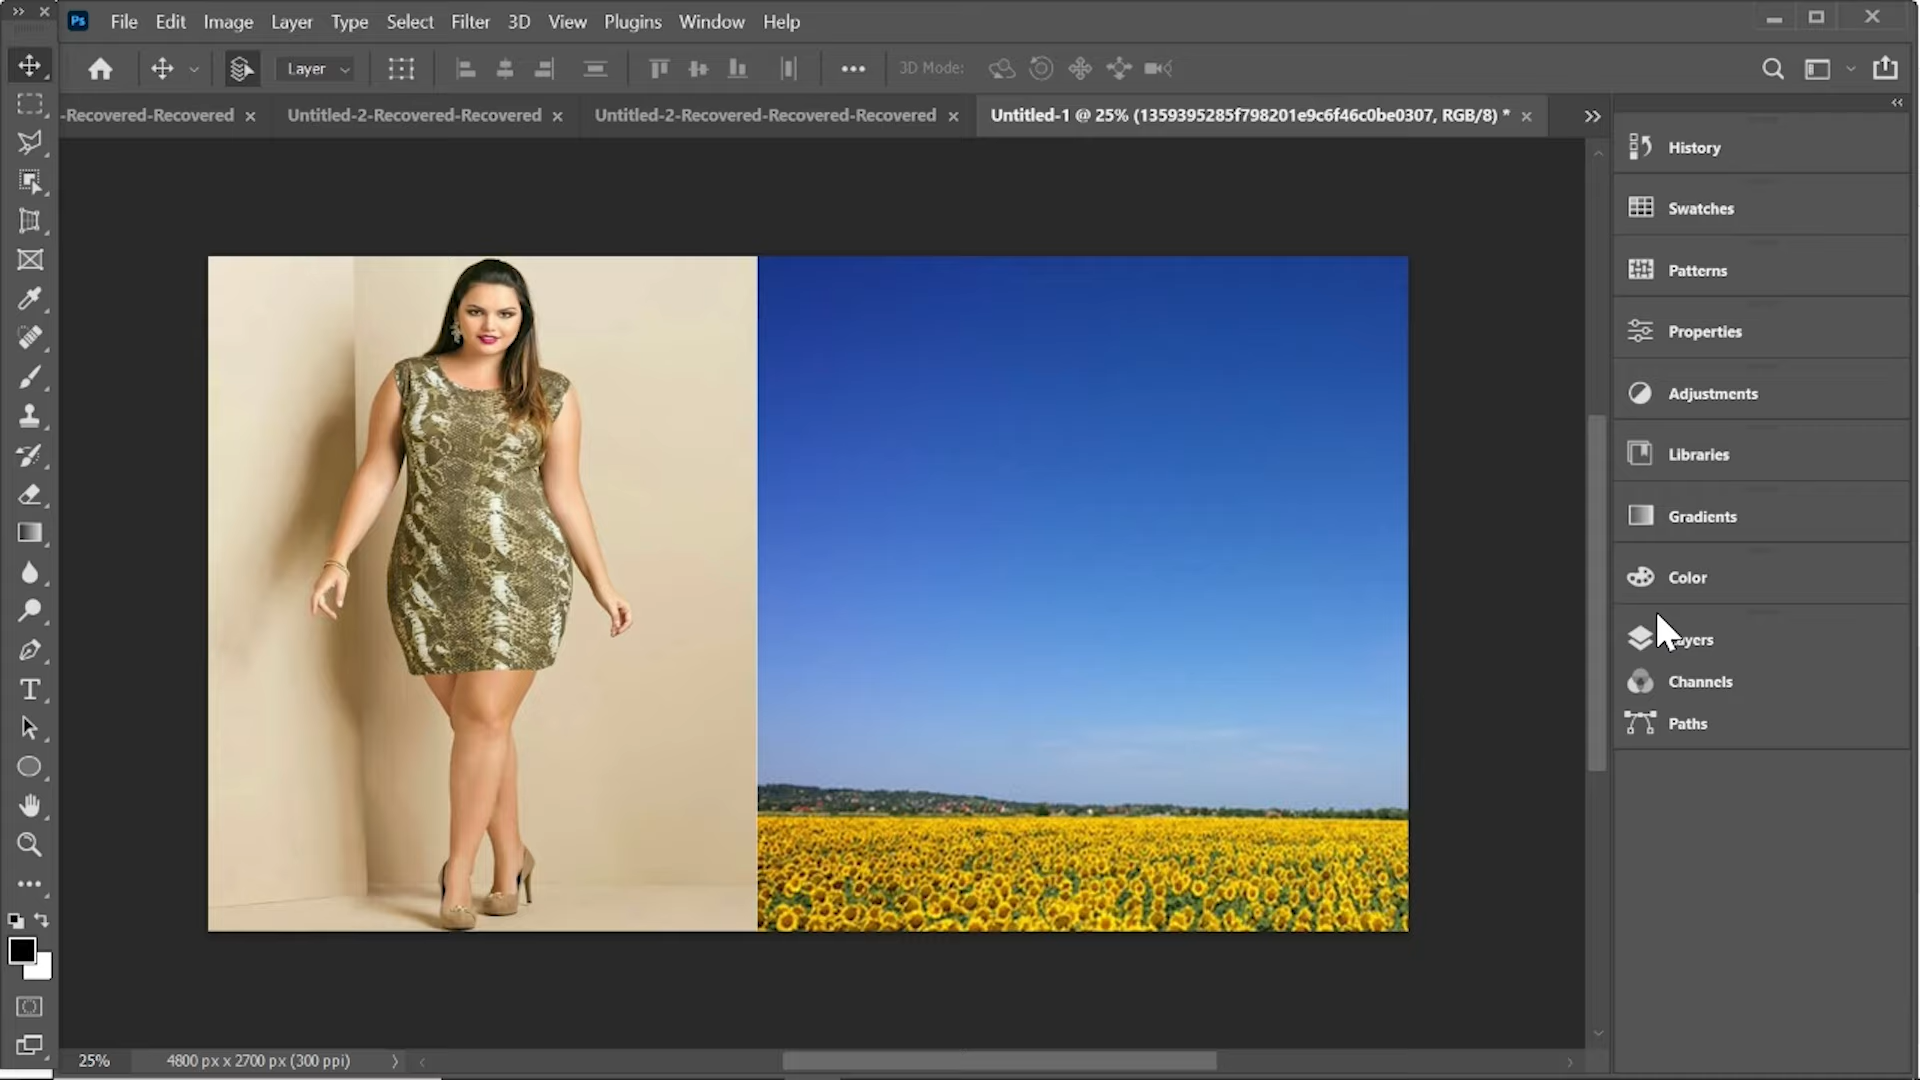 Ps File Edit Image Layer Type Select Filter 3D View Plugins Window Help
Layer 3D Mode:
-Recovered-Recovered × Untitled-2-Recovered-Recovered × Untitled-2-Recovered-Recovered-Recovered × Untitled-1 @ 25% (1359395285f798201e9c6f46c0be0307, RGB/8) * ×
History
Swatches
Patterns
Properties
Adjustments
Libraries
Gradients
Color
yers
Channels
Paths
25% 4800 px x 2700 px (300 ppi)